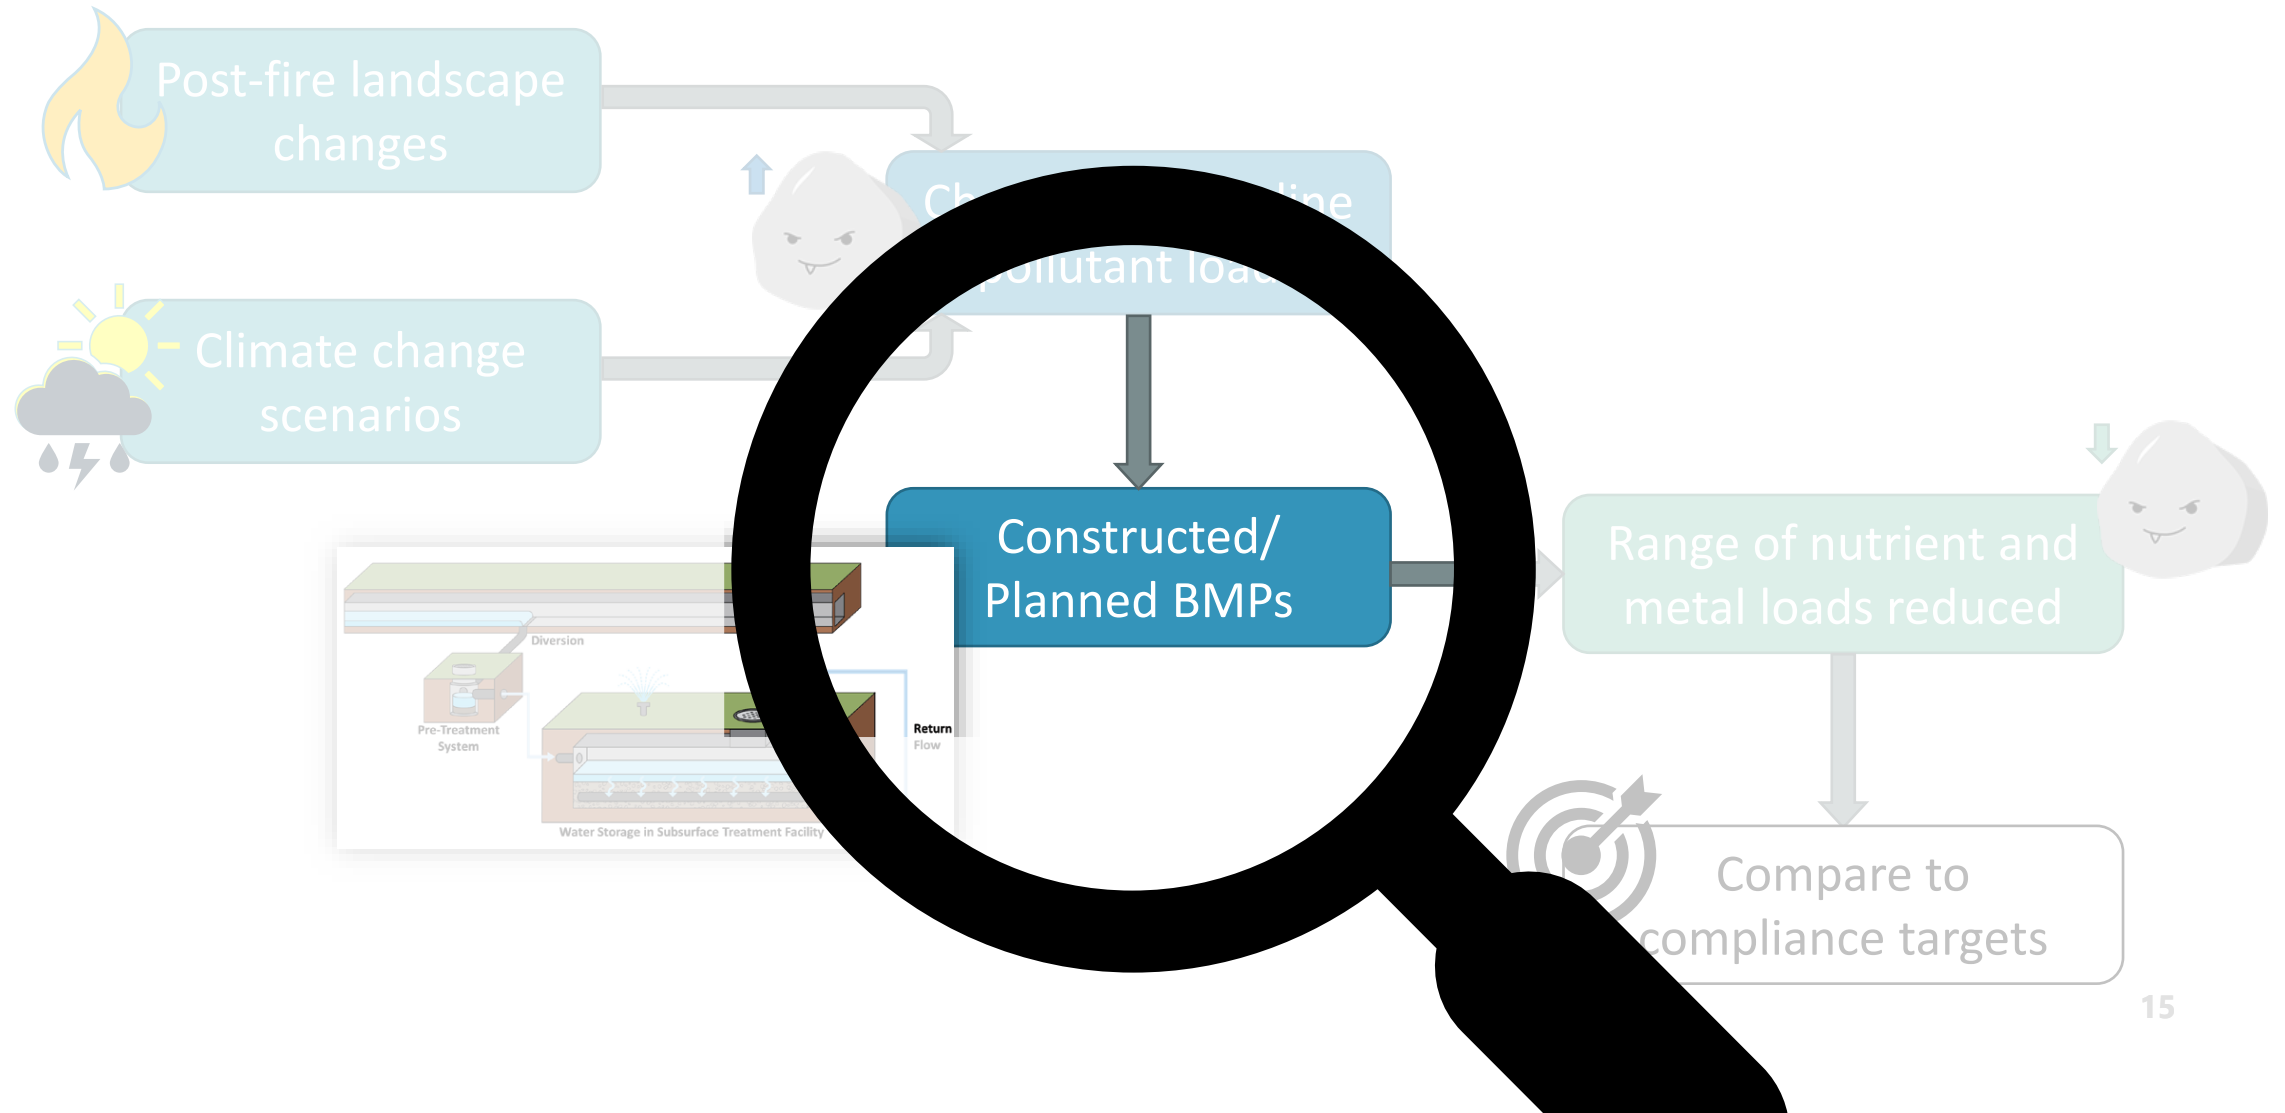 Post-fire landscape
changes
Climate change
scenarios
pollutant
Constructed/
Planned BMPs
Diversion
Pre-Treatment
System
Return
Flow
Water Storage in Subsurface Treatment Facility
Range of nutrient and
metal loads reduced
Compare to
compliance targets
15